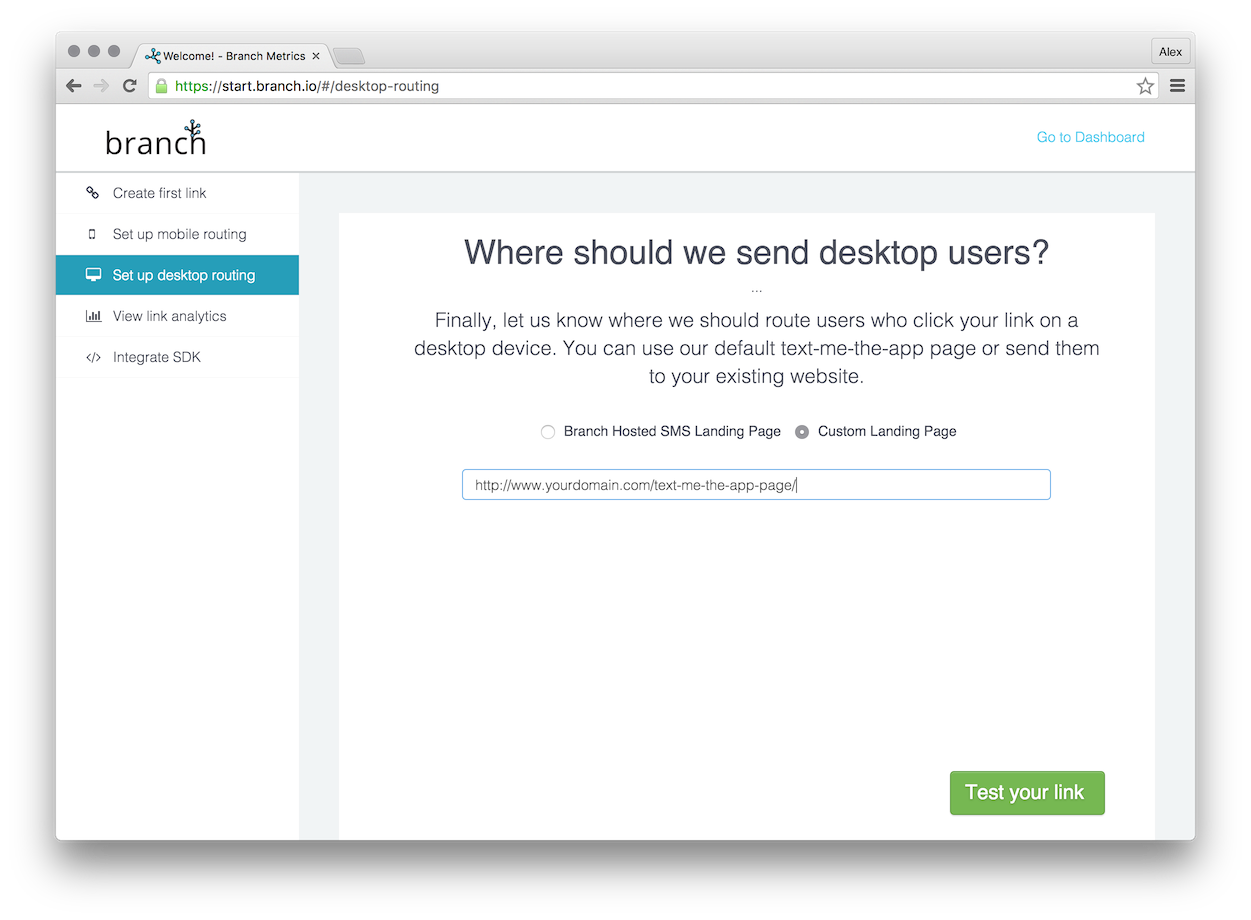 Welcome! - Branch Metrics
Alex
https://start.branch.io/#/desktop-routing
branch
Go to Dashboard
Create first link
Set up mobile routing
Set up desktop routing
View link analytics
Integrate SDK
Where should we send desktop users?
...
Finally, let us know where we should route users who click your link on a
desktop device. You can use our default text-me-the-app page or send them
to your existing website.
Branch Hosted SMS Landing Page Custom Landing Page
http://www.yourdomain.com/text-me-the-app-page/
Test your link